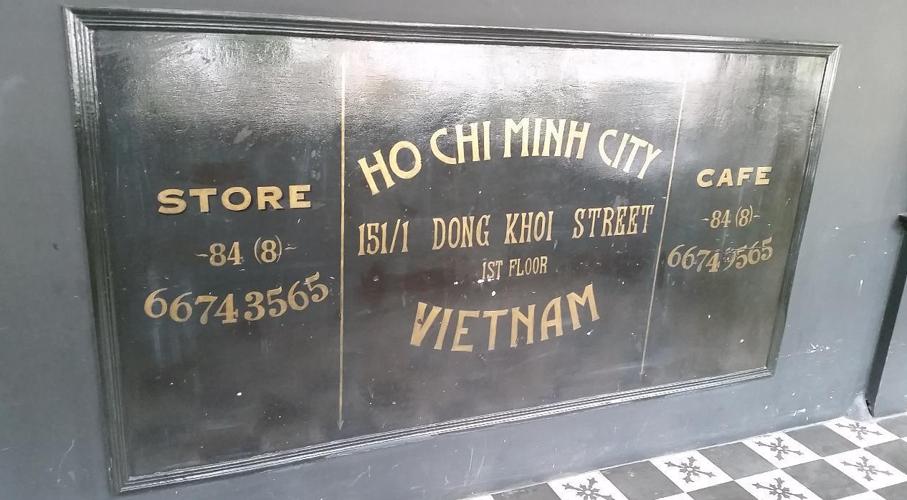 STORE
-84 (8)-
66743565
HO CHI MINH CITY
151/1 DONG KHOI STREET
1ST FLOOR
VIETNAM
CAFE
-84 (8)-